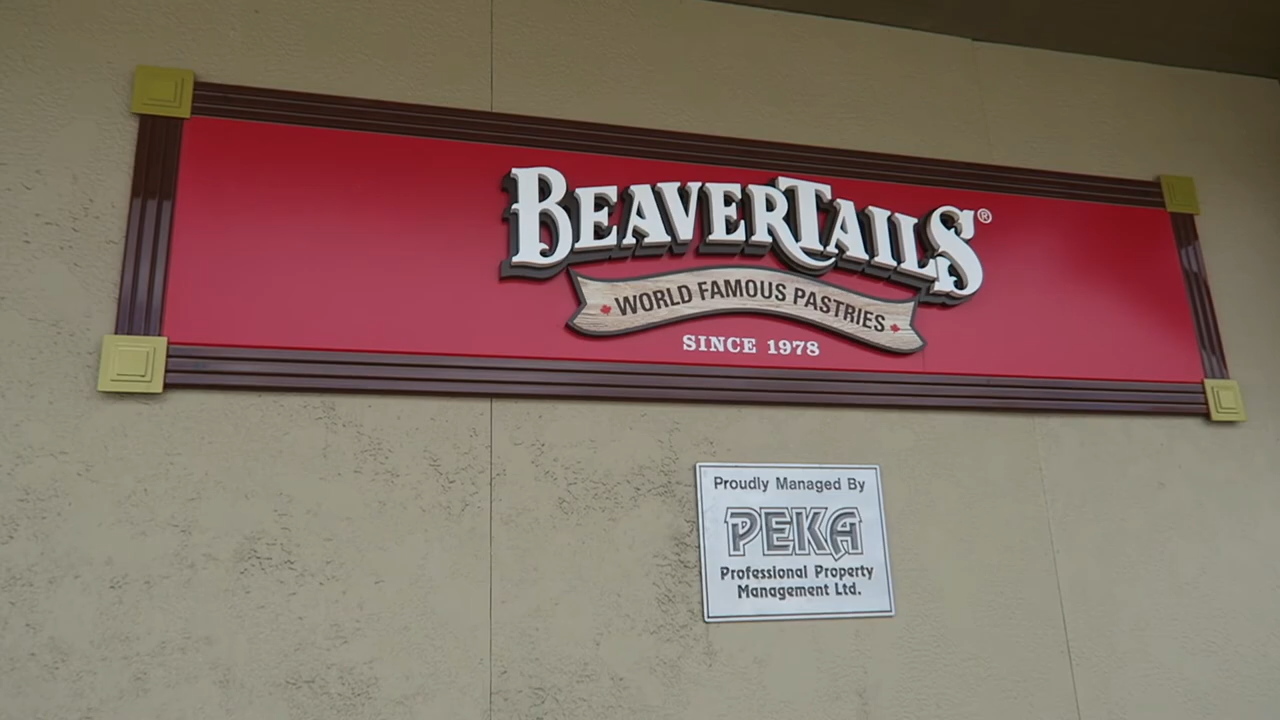 BEAVERTAILS®
WORLD FAMOUS PASTRIES
SINCE 1978
Proudly Managed By
PEKA
Professional Property
Management Ltd.